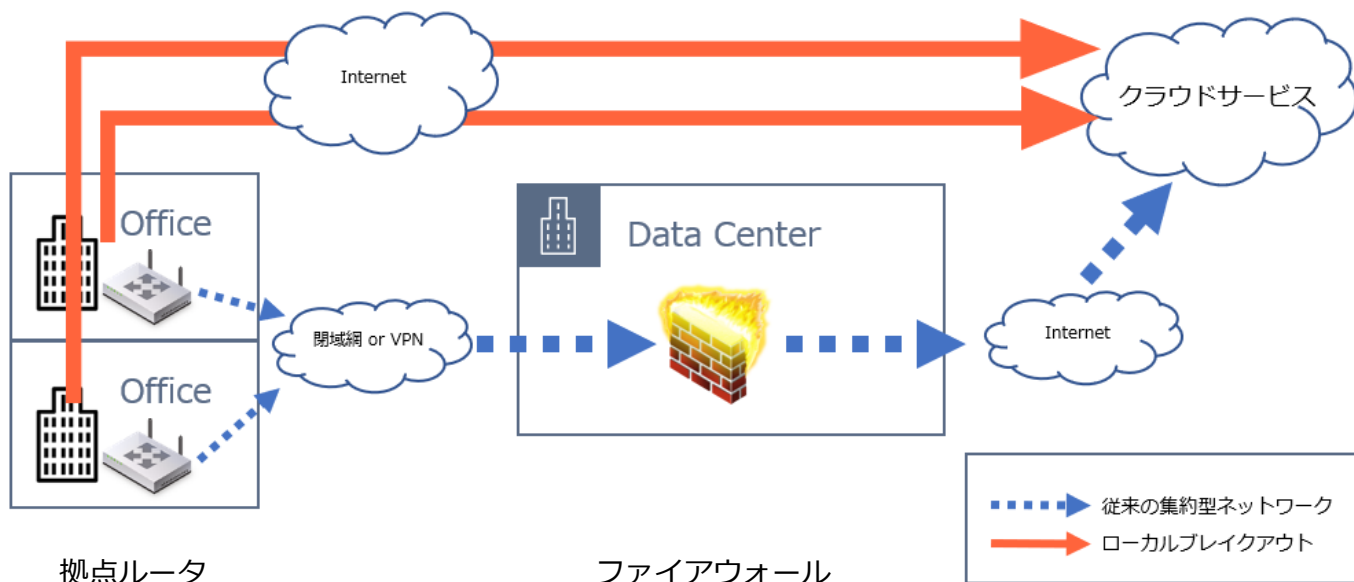 Internet
クラウドサービス
Office
Data Center
閉域網 or VPN
Internet
Office
従来の集約型ネットワーク
ローカルブレイクアウト
拠点ルータ
ファイアウォール